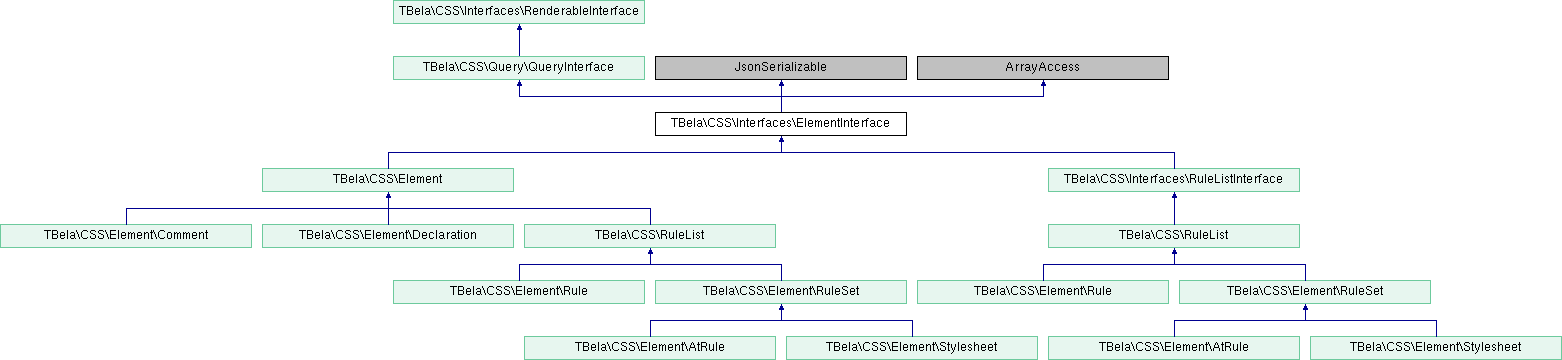 TBela\CSS\Interfaces\RenderableInterface
TBela\CSS\Query\QueryInterface
JsonSerializable
ArrayAccess
TBela\CSS\Interfaces\ElementInterface
TBela\CSS\Element
TBela\CSS\Interfaces\RuleListInterface
TBela\CSS\Element\Comment
TBela\CSS\Element\Declaration
TBela\CSS\RuleList
TBela\CSS\RuleList
TBela\CSS\Element\Rule
TBela\CSS\Element\RuleSet
TBela\CSS\Element\Rule
TBela\CSS\Element\RuleSet
TBela\CSS\Element\AtRule
TBela\CSS\Element\Stylesheet
TBela\CSS\Element\AtRule
TBela\CSS\Element\Stylesheet